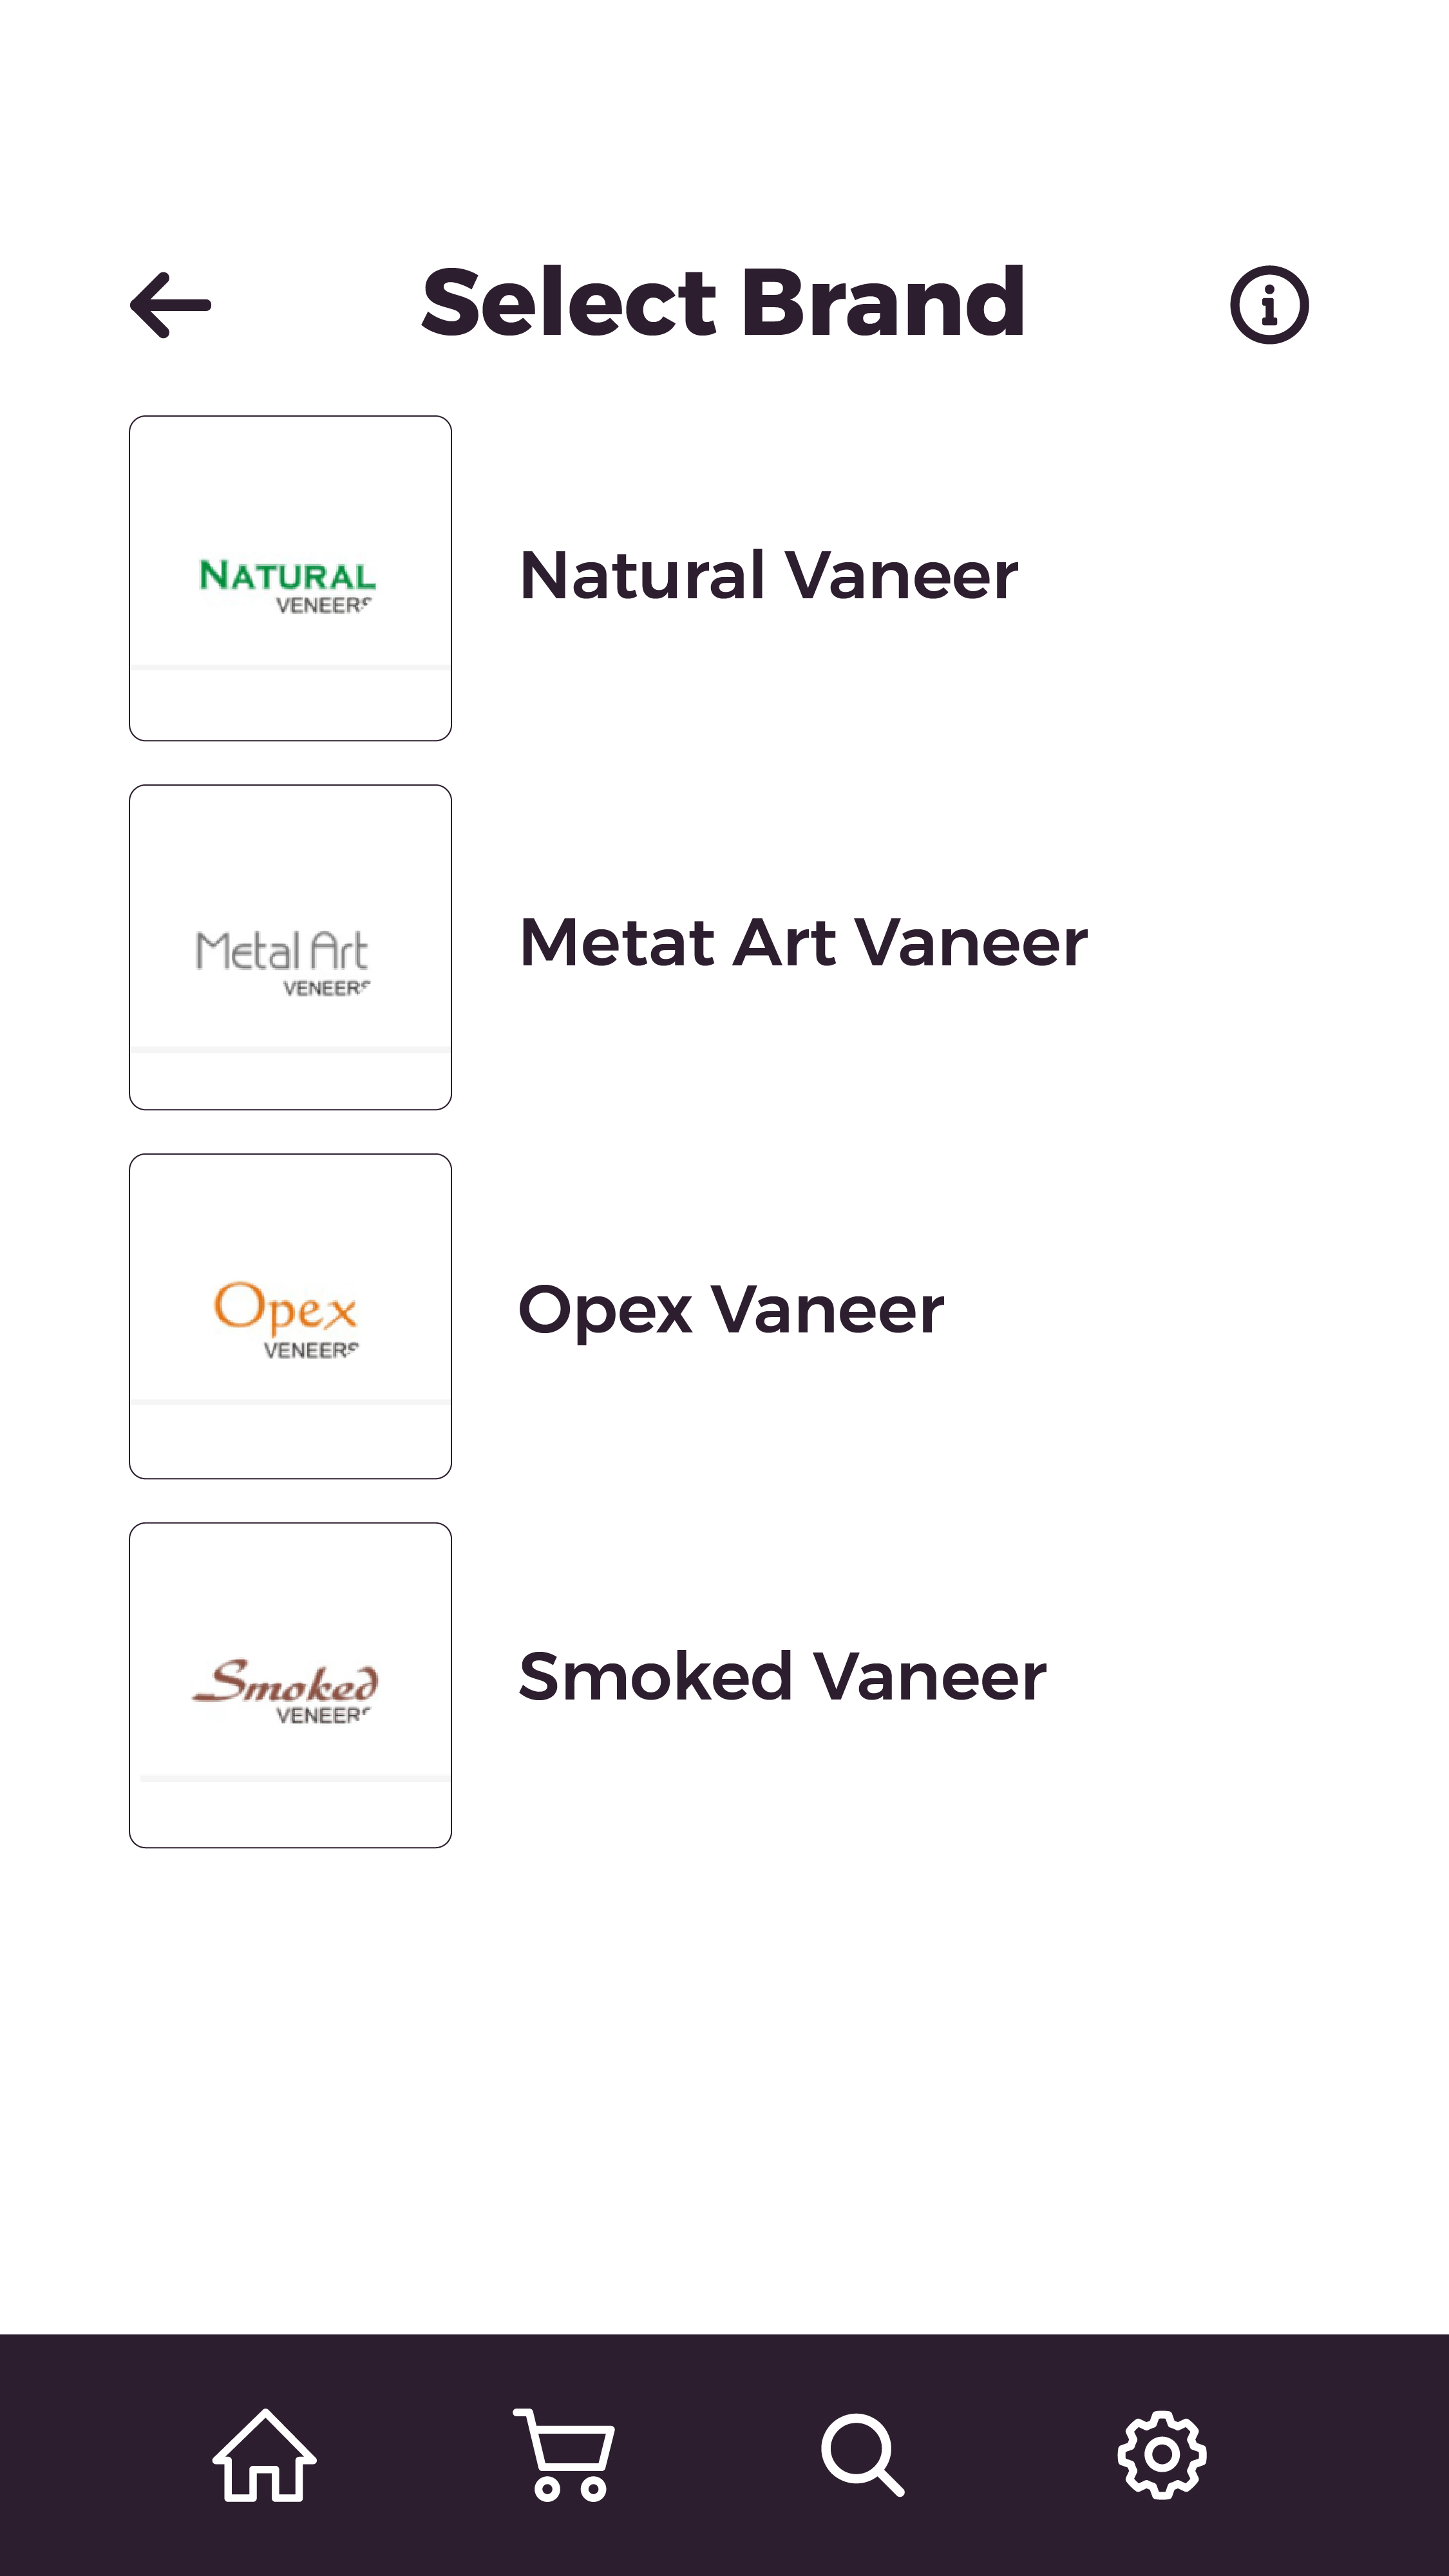 Select Brand
NATURAL
VENEERS
Natural Vaneer
Metal Art
VENEERS
Metat Art Vaneer
Opex
VENEERS
Opex Vaneer
Smoked
VENEERS
Smoked Vaneer